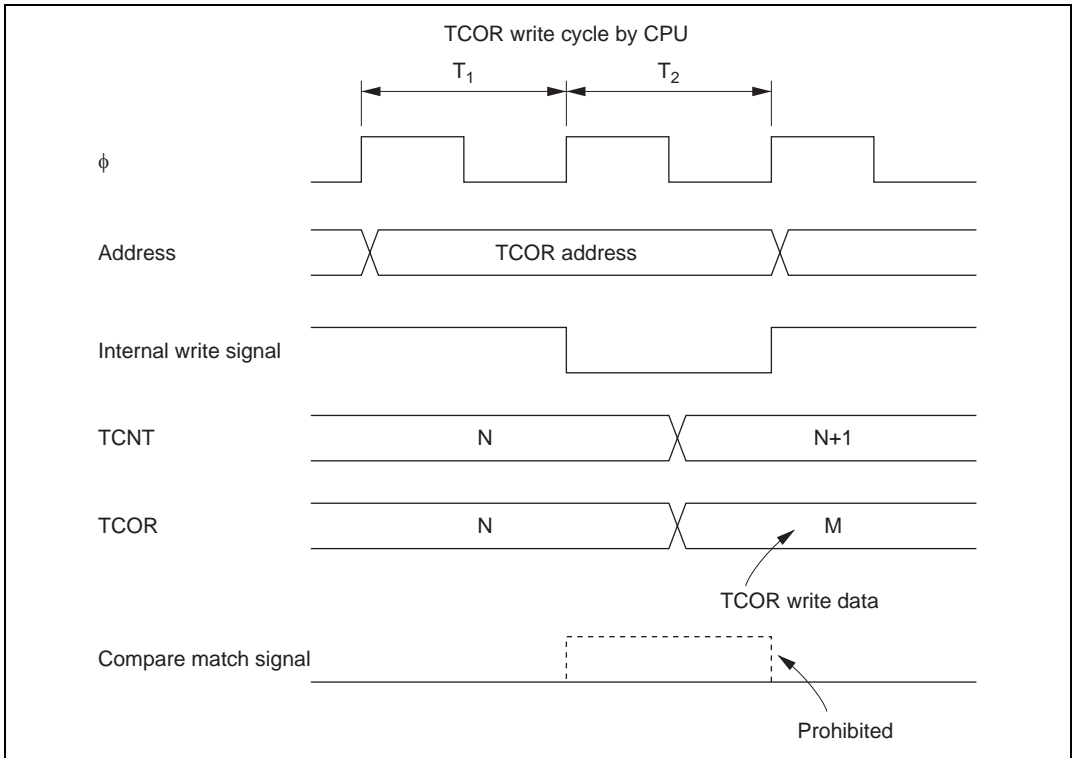 TCOR write cycle by CPU
T₁ T₂
ϕ
Address TCOR address
Internal write signal
TCNT N N+1
TCOR N M
TCOR write data
Compare match signal
Prohibited